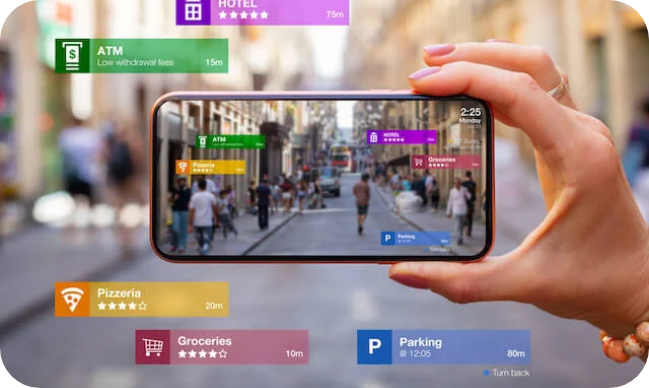 HOTEL
75m
$
ATM
Low withdrawal fees 15m
2:25
Monday
ATM
HOTEL
Pizzeria
Groceries
P Parking
Pizzeria
20m
Groceries
10m
P Parking
@ 12:05 80m
Turn back